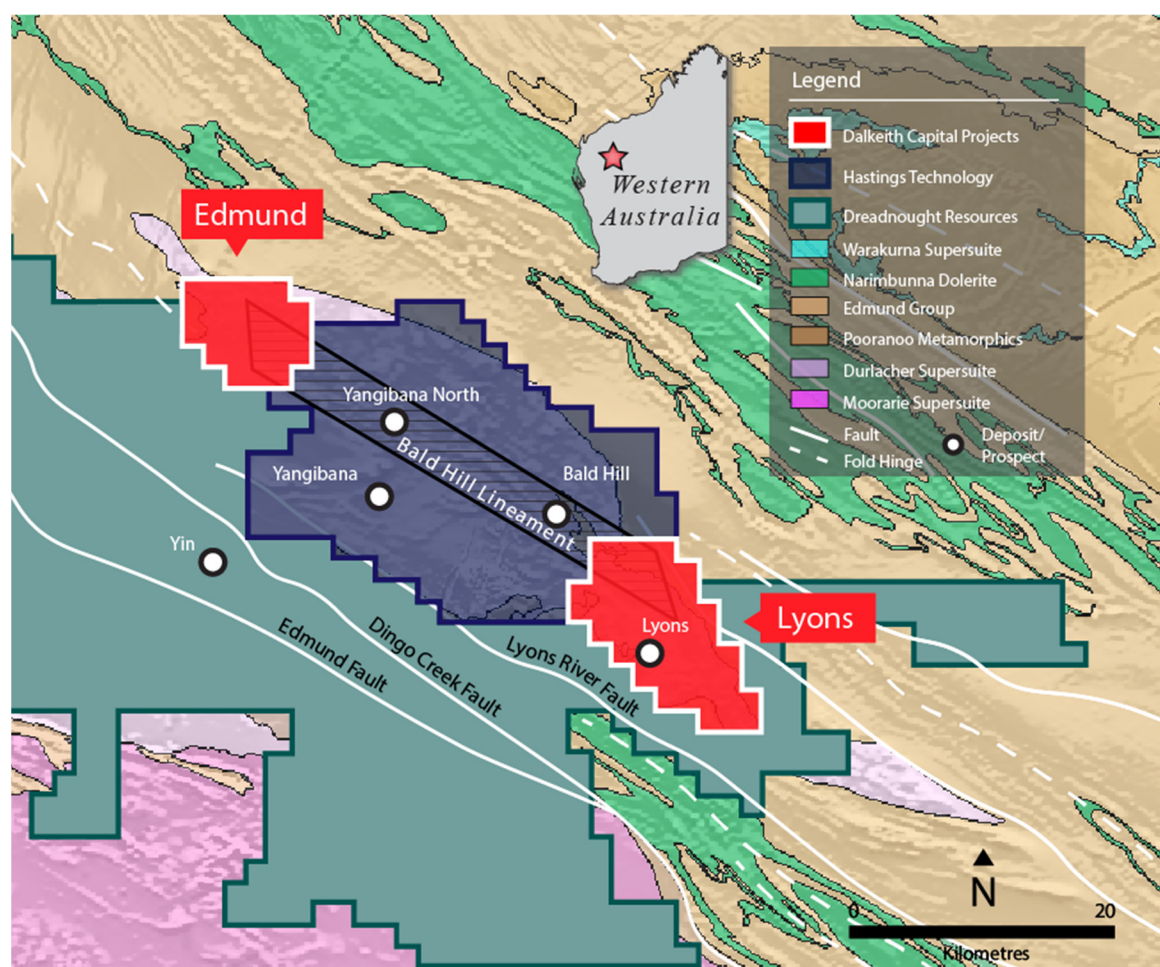 Legend
Dalkeith Capital Projects
Hastings Technology
Dreadnought Resources
Warakurna Supersuite
Narimbunna Dolerite
Edmund Group
Pooranoo Metamorphics
Durlacher Supersuite
Moorarie Supersuite
Fault
Fold Hinge
Deposit/
Prospect
Western
Australia
Edmund
Yangibana North
Yangibana
Bald Hill
Bald Hill Lineament
Yin
Lyons
Lyons
Edmund Fault
Dingo Creek Fault
Lyons River Fault
N
0
20
Kilometres